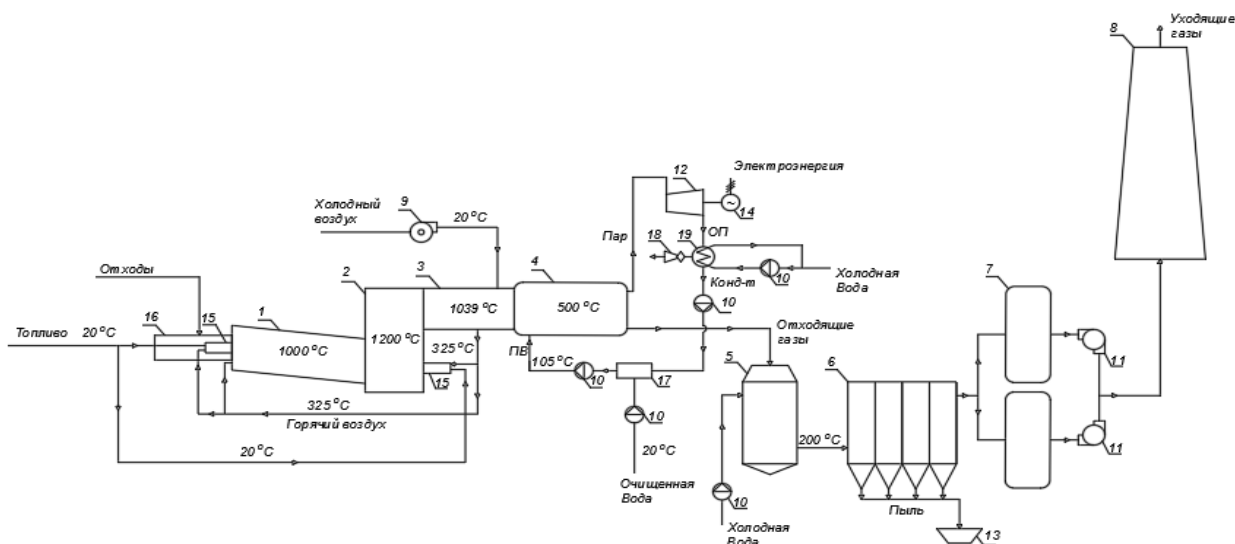 Уходящие
газы
8
Электроэнергия
12
14
Холодный
воздух
9
20°C
Пар
ОП
18
19
10
Холодная
Вода
Конд-т
10
Отходы
2
3
4
7
1039 °C
500 °C
16
15
1
Топливо
20°C
1000°C
1200°C
325°C
ПВ
105°C
10
17
Отходящие
газы
5
6
11
15
325°C
Горячий воздух
10
20°C
20°C
200 °C
11
Очищенная
Вода
10
Холодная
Вода
Пыль
13